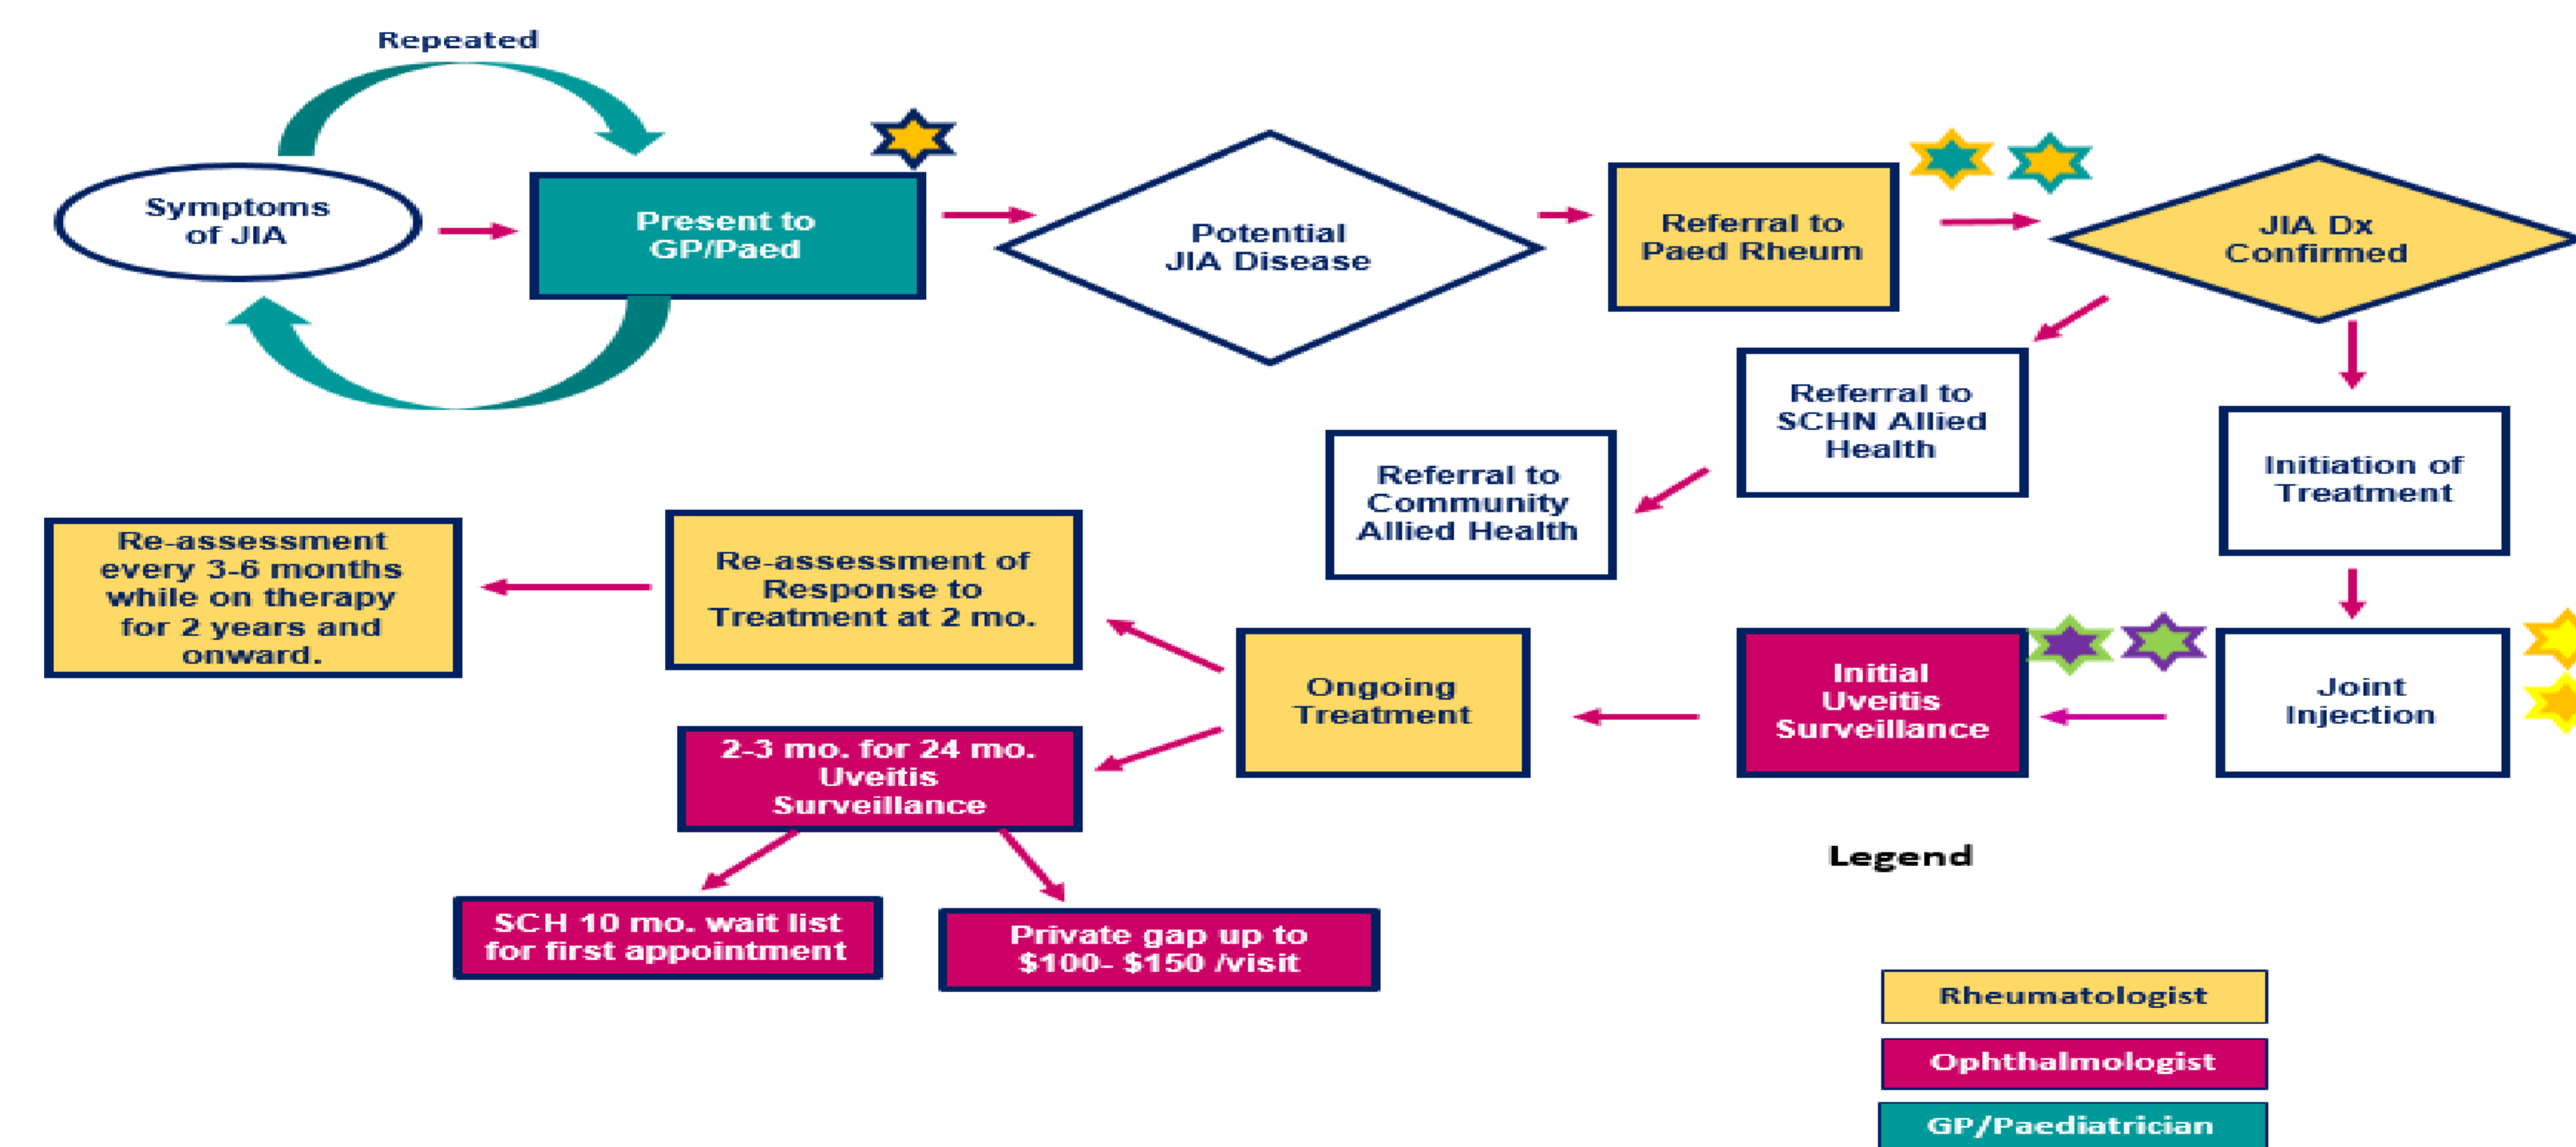 Repeated
Symptoms
of JIA
Present to
GP/Paed
Potential
JIA Disease
Referral to
Paed Rheum
JIA Dx
Confirmed
Referral to
SCHN Allied
Health
Referral to
Community
Allied Health
Initiation of
Treatment
Joint
Injection
Initial
Uveitis
Surveillance
Ongoing
Treatment
Re-assessment of
Response to
Treatment at 2 mo.
Re-assessment
every 3-6 months
while on therapy
for 2 years and
onward.
2-3 mo. for 24 mo.
Uveitis
Surveillance
SCH 10 mo. wait list
for first appointment
Private gap up to
$100- $150 /visit
Legend
Rheumatologist
Ophthalmologist
GP/Paediatrician